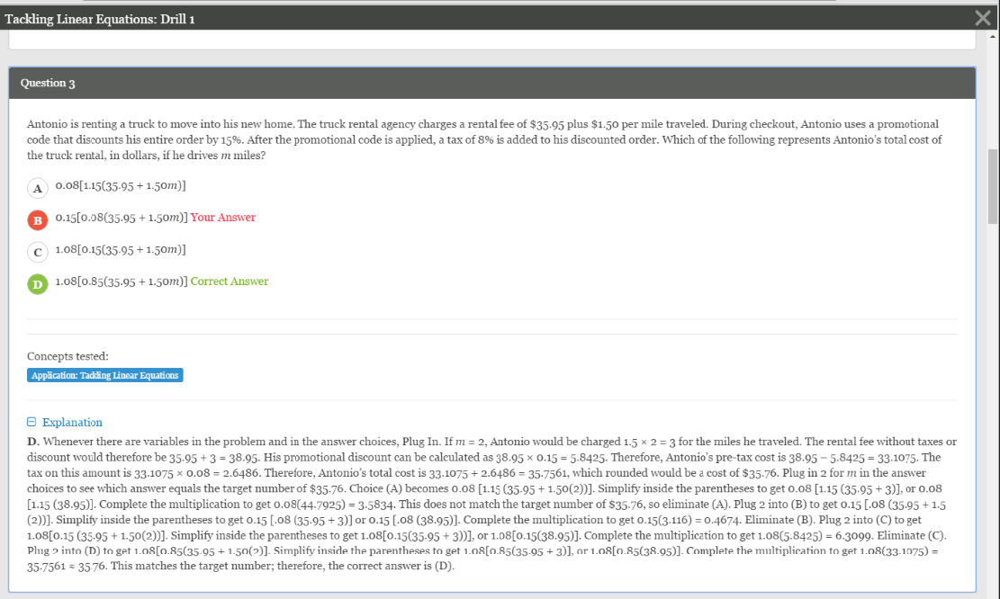 Tackling Linear Equations: Drill 1
Question 3
Antonio is renting a truck to move into his new home. The truck rental agency charges a rental fee of $35.95 plus $1.50 per mile traveled. During checkout, Antonio uses a promotional
code that discounts his entire order by 15%. After the promotional code is applied, a tax of 8% is added to his discounted order. Which of the following represents Antonio's total cost of
the truck rental, in dollars, if he drives m miles?
A 0.08[1.15(35.95 + 1.50m)]
B 0.15[0.08(35.95 + 1.50m)] Your Answer
C 1.08[0.15(35.95 + 1.50m)]
D 1.08[0.85(35.95 + 1.50m)] Correct Answer
Concepts tested:
Application: Tackling Linear Equations
Explanation
D. Whenever there are variables in the problem and in the answer choices, Plug In. If m = 2, Antonio would be charged 1.5 × 2 = 3 for the miles he traveled. The rental fee without taxes or
discount would therefore be 35.95 + 3 = 38.95. His promotional discount can be calculated as 38.95 × 0.15 = 5.8425. Therefore, Antonio's pre-tax cost is 38.95 – 5.8425 = 33.1075. The
tax on this amount is 33.1075 × 0.08 = 2.6486. Therefore, Antonio's total cost is 33.1075 + 2.6486 = 35.7561, which rounded would be a cost of $35.76. Plug in 2 for m in the answer
choices to see which answer equals the target number of $35.76. Choice (A) becomes 0.08 [1.15 (35.95 + 1.50(2))]. Simplify inside the parentheses to get 0.08 [1.15 (35.95 + 3)], or 0.08
[1.15 (38.95)]. Complete the multiplication to get 0.08(44.7925) = 3.5834. This does not match the target number of $35.76, so eliminate (A). Plug 2 into (B) to get 0.15 [.08 (35.95 + 1.5
(2))]. Simplify inside the parentheses to get 0.15 [.08 (35.95 + 3)] or 0.15 [.08 (38.95)]. Complete the multiplication to get 0.15(3.116) = 0.4674. Eliminate (B). Plug 2 into (C) to get
1.08[0.15 (35.95 + 1.50(2))]. Simplify inside the parentheses to get 1.08[0.15(35.95 + 3))], or 1.08[0.15(38.95)]. Complete the multiplication to get 1.08(5.8425) = 6.3099. Eliminate (C).
Plug 2 into (D) to get 1.08[0.85(35.95 + 1.50(2)]. Simplify inside the parentheses to get 1.08[0.85(35.95 + 3)], or 1.08[0.85(38.95)]. Complete the multiplication to get 1.08(33.1075) =
35.7561 ≈ 35.76. This matches the target number; therefore, the correct answer is (D).